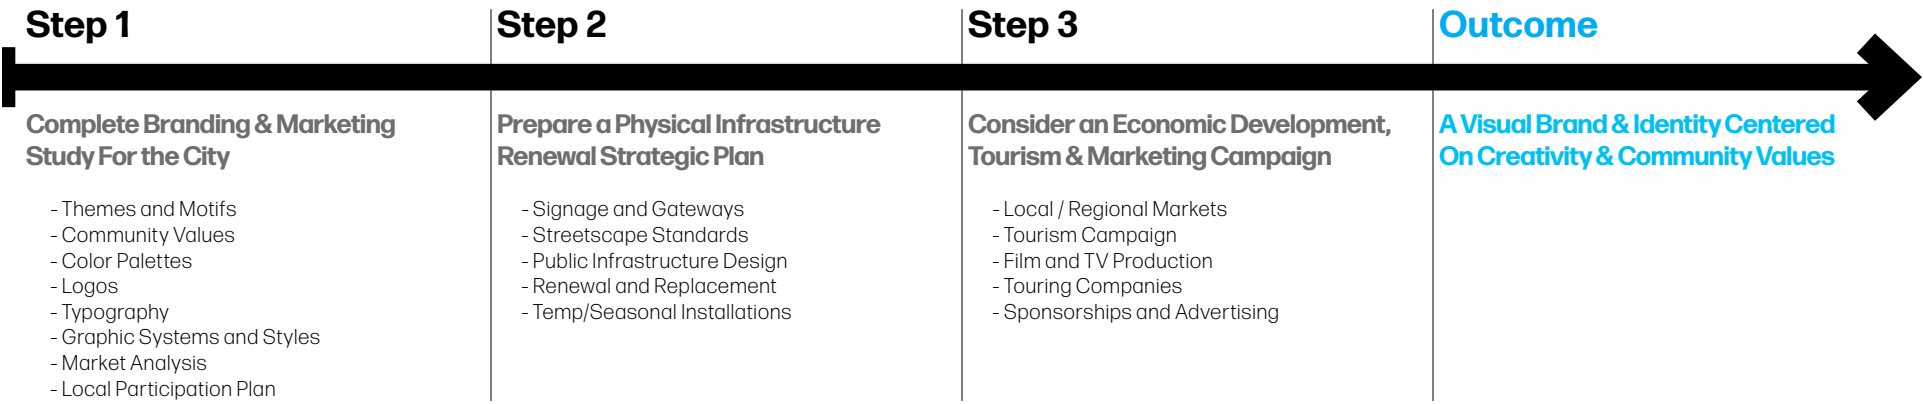 Step 1
Complete Branding & Marketing
Study For the City
- Themes and Motifs
- Community Values
- Color Palettes
- Logos
- Typography
- Graphic Systems and Styles
- Market Analysis
- Local Participation Plan
Step 2
Prepare a Physical Infrastructure
Renewal Strategic Plan
- Signage and Gateways
- Streetscape Standards
- Public Infrastructure Design
- Renewal and Replacement
- Temp/Seasonal Installations
Step 3
Consider an Economic Development,
Tourism & Marketing Campaign
- Local / Regional Markets
- Tourism Campaign
- Film and TV Production
- Touring Companies
- Sponsorships and Advertising
Outcome
A Visual Brand & Identity Centered
On Creativity & Community Values